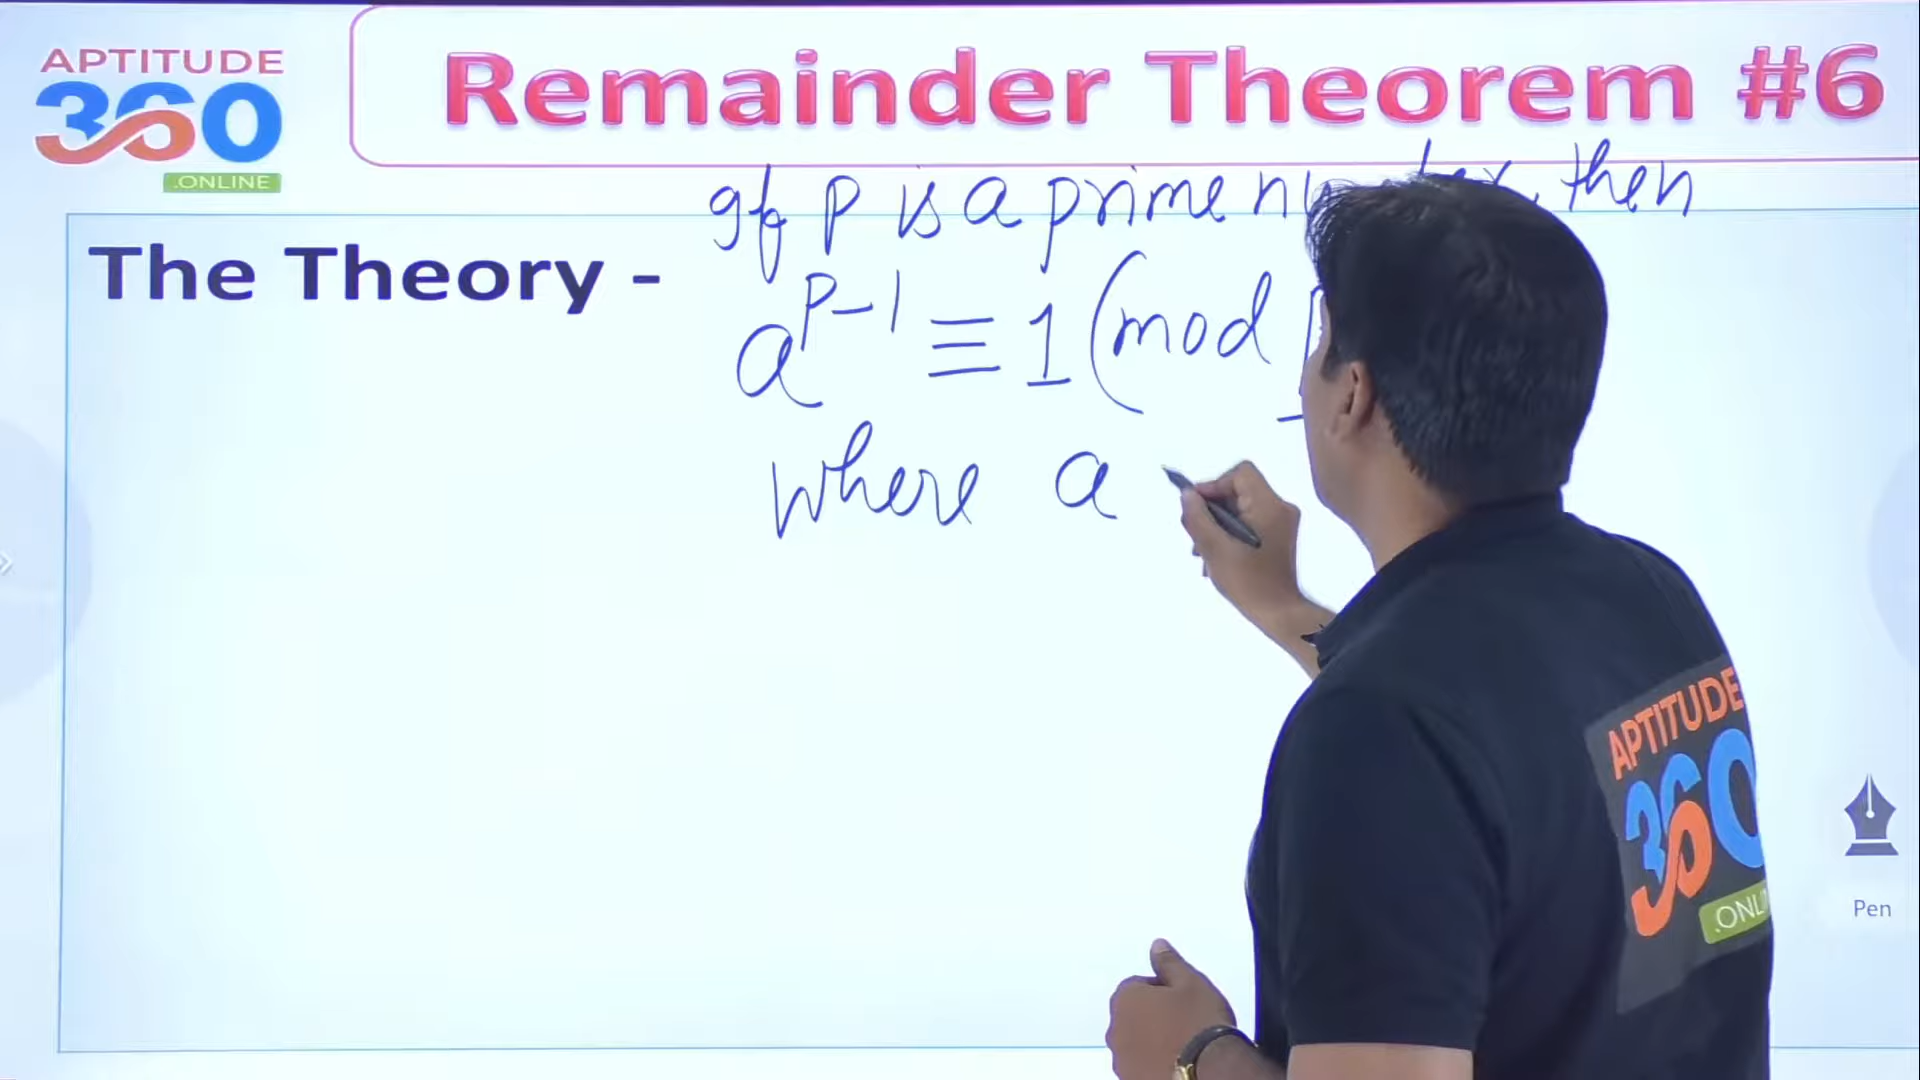 APTITUDE
360
.ONLINE
Remainder Theorem #6
If p is a prime then
The Theory -
a^{p-1} ≡ 1 (mod
where a
APTITUDE
360
Pen